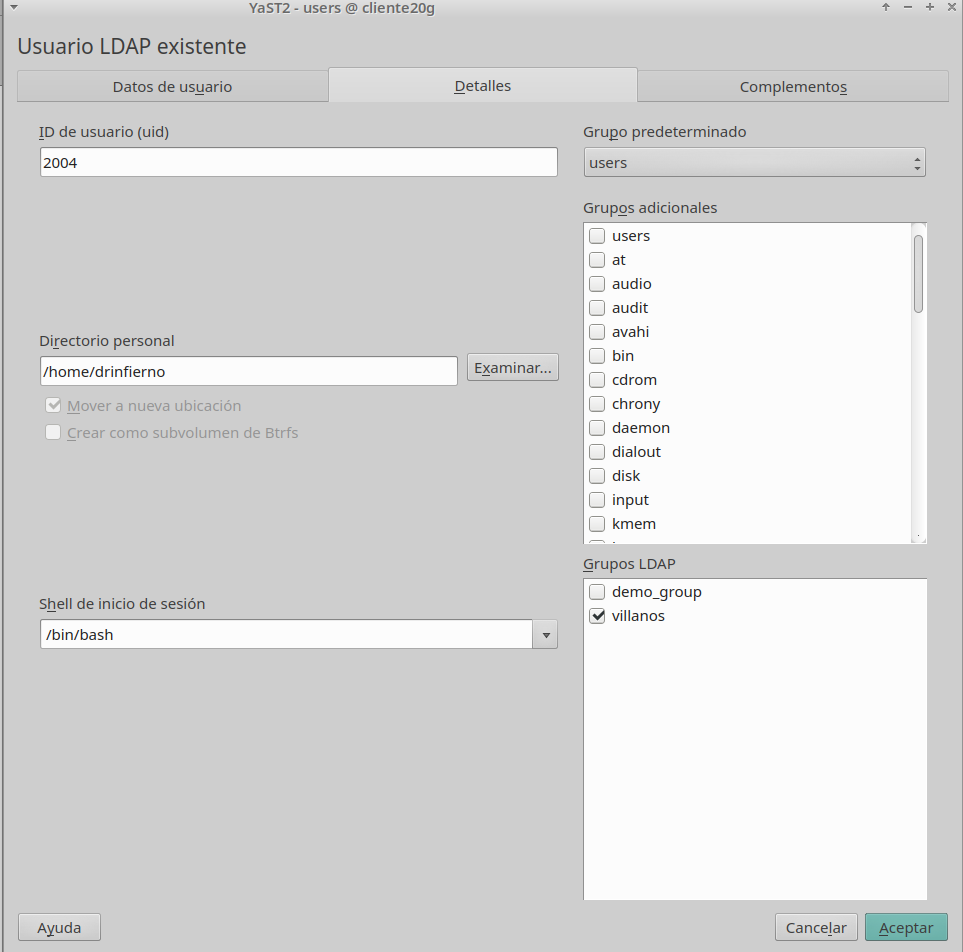 YaST2 - users @ cliente20g
Usuario LDAP existente
Datos de usuario
Detalles
Complementos
ID de usuario (uid)
2004
Directorio personal
/home/drinfierno
Examinar...
Mover a nueva ubicación
Crear como subvolumen de Btrfs
Shell de inicio de sesión
/bin/bash
Grupo predeterminado
users
Grupos adicionales
users
at
audio
audit
avahi
bin
cdrom
chrony
daemon
dialout
disk
input
kmem
Grupos LDAP
demo_group
villanos
Ayuda
Cancelar
Aceptar